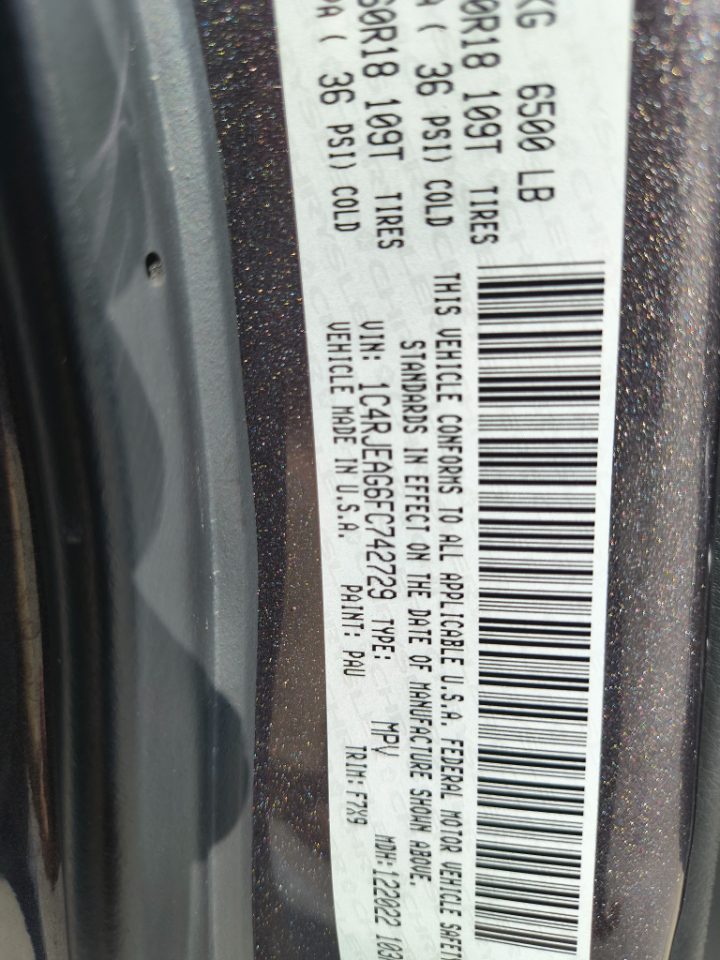 KG 6500 LB
0R18 109T TIRES
A ( 36 PSI) COLD
60R18 109T TIRES
PA ( 36 PSI) COLD
THIS VEHICLE CONFORMS TO ALL APPLICABLE U.S.A. FEDERAL MOTOR VEHICLE SAFETY
STANDARDS IN EFFECT ON THE DATE OF MANUFACTURE SHOWN ABOVE.
VIN: 1C4RJEAG6FC742729 TYPE: MPV MDH:122022 103
VEHICLE MADE IN U.S.A. PAINT: PAU TRIM:F7X9